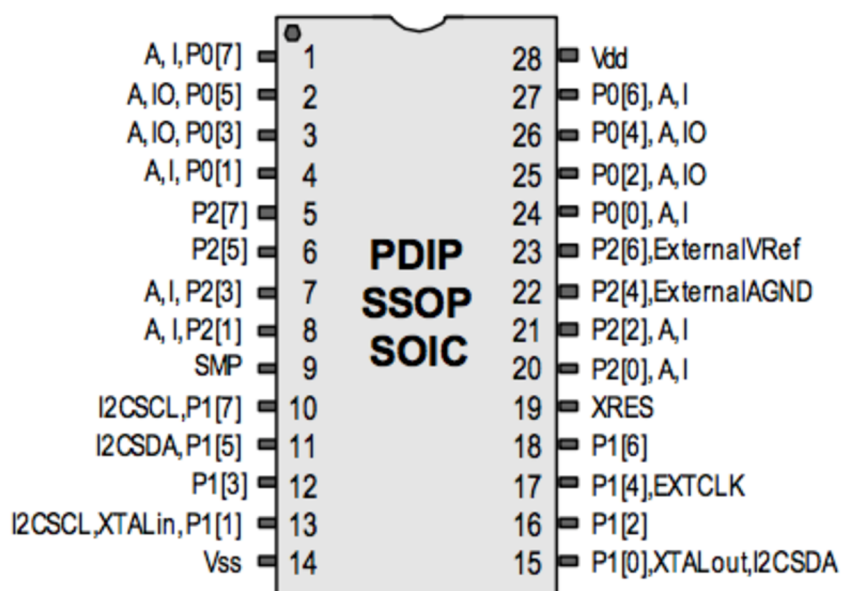 A, I,P0[7] 1 28 Vdd
A, IO, P0[5] 2 27 P0[6], A, I
A, IO, P0[3] 3 26 P0[4], A, IO
A, I, P0[1] 4 25 P0[2], A, IO
P2[7] 5 24 P0[0], A, I
P2[5] 6 23 P2[6],ExternalVRef
PDIP
A, I, P2[3] 7 22 P2[4],ExternalAGND
SSOP
A, I,P2[1] 8 21 P2[2], A, I
SOIC
SMP 9 20 P2[0], A, I
I2CSCL,P1[7] 10 19 XRES
I2CSDA, P1[5] 11 18 P1[6]
P1[3] 12 17 P1[4],EXTCLK
I2CSCL,XTALin, P1[1] 13 16 P1[2]
Vss 14 15 P1[0],XTALout,I2CSDA